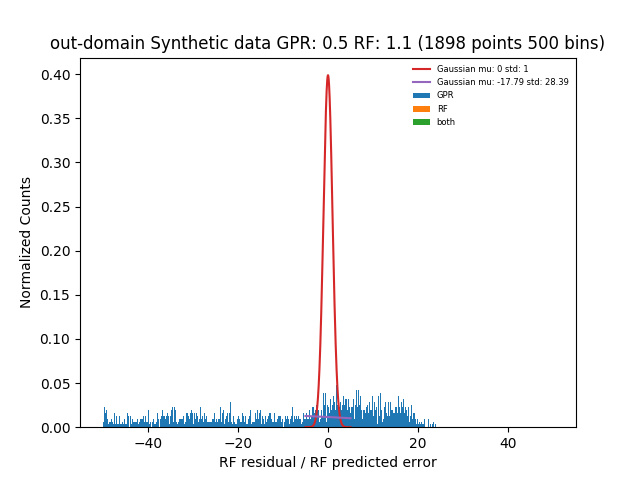 out-domain Synthetic data GPR: 0.5 RF: 1.1 (1898 points 500 bins)
Gaussian mu: 0 std: 1
Gaussian mu: -17.79 std: 28.39
GPR
RF
both
Normalized Counts
0.40
0.35
0.30
0.25
0.20
0.15
0.10
0.05
0.00
−40
−20
0
20
40
RF residual / RF predicted error